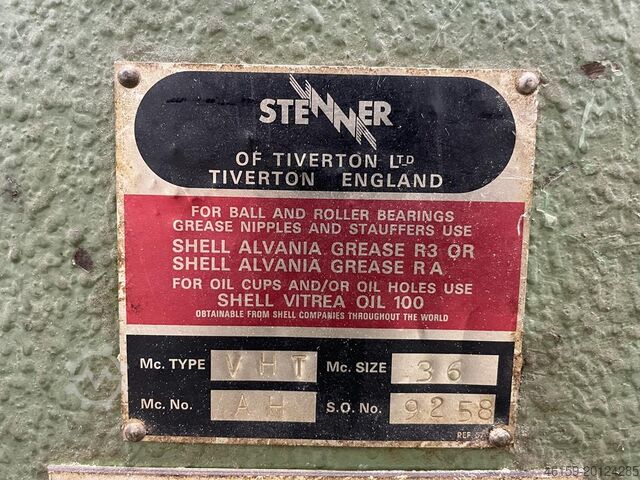 STENNER
OF TIVERTON LTD
TIVERTON ENGLAND
FOR BALL AND ROLLER BEARINGS
GREASE NIPPLES AND STAUFFERS USE
SHELL ALVANIA GREASE R3 OR
SHELL ALVANIA GREASE RA
FOR OIL CUPS AND/OR OIL HOLES USE
SHELL VITREA OIL 100
OBTAINABLE FROM SHELL COMPANIES THROUGHOUT THE WORLD
Mc. TYPE VHT Mc. SIZE 36
Mc. No. AH S.O. No. 9258
REF.
46159-20124285